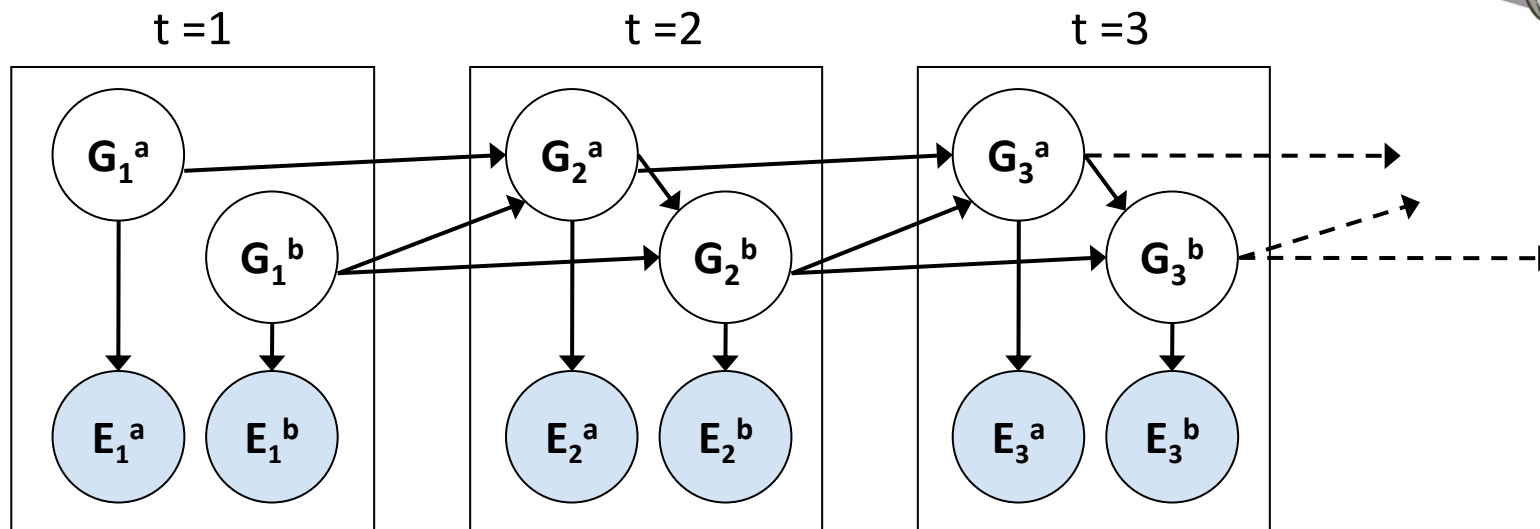 t =1 t =2 t =3
G₁ᵃ G₂ᵃ G₃ᵃ
G₁ᵇ G₂ᵇ G₃ᵇ
E₁ᵃ E₁ᵇ E₂ᵃ E₂ᵇ E₃ᵃ E₃ᵇ